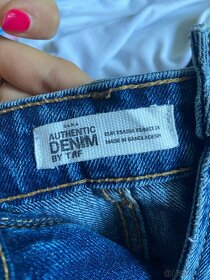 ZARA
AUTHENTIC
DENIM
BY TRF
MADE IN BANGLADESH